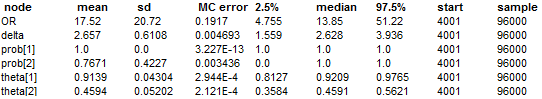 node mean sd MC error 2.5% median 97.5% start sample
OR 17.52 20.72 0.1917 4.755 13.85 51.22 4001 96000
delta 2.657 0.6108 0.004693 1.559 2.628 3.936 4001 96000
prob[1] 1.0 0.0 3.227E-13 1.0 1.0 1.0 4001 96000
prob[2] 0.7671 0.4227 0.003436 0.0 1.0 1.0 4001 96000
theta[1] 0.9139 0.04304 2.944E-4 0.8127 0.9209 0.9765 4001 96000
theta[2] 0.4594 0.05202 2.121E-4 0.3584 0.4591 0.5621 4001 96000